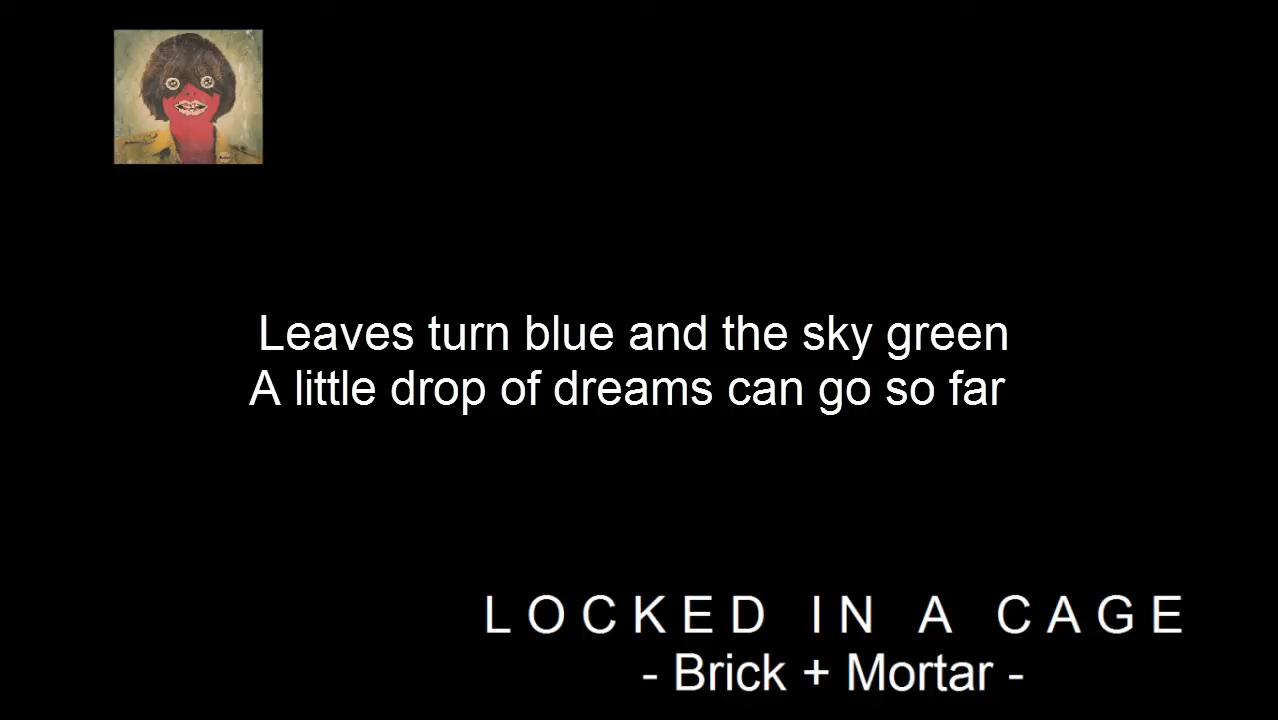 Leaves turn blue and the sky green
A little drop of dreams can go so far
LOCKED IN A CAGE
- Brick + Mortar -